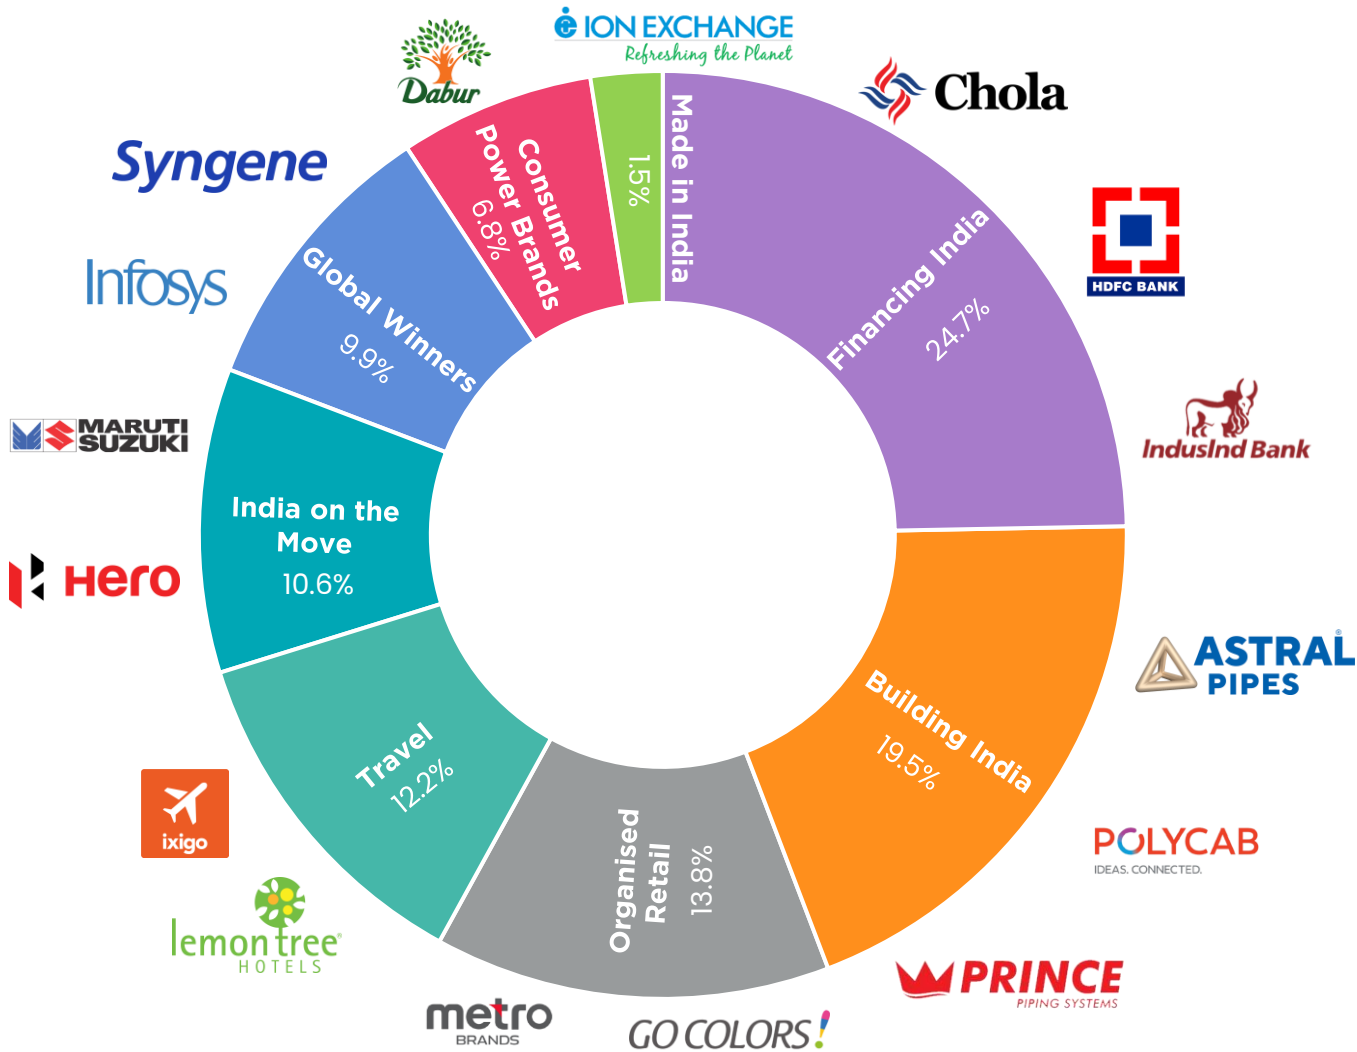 ION EXCHANGE
Refreshing the Planet
Dabur
Chola
Syngene
HDFC BANK
Infosys
IndusInd Bank
MARUTI
SUZUKI
Hero
ASTRAL
®
PIPES
ixigo
POLYCAB
IDEAS. CONNECTED.
lemon tree®
HOTELS
PRINCE
PIPING SYSTEMS
metro
BRANDS
GO COLORS!
Made in India
1.5%
Financing India
24.7%
Building India
19.5%
Organised
Retail
13.8%
Travel
12.2%
India on the
Move
10.6%
Global Winners
9.9%
Consumer
Power Brands
6.8%